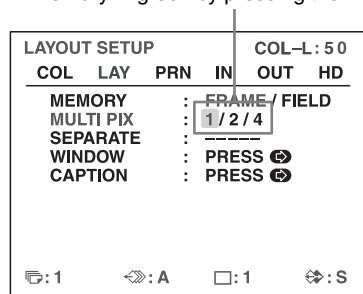 LAYOUT SETUP COL–L:50
COL LAY PRN IN OUT HD
MEMORY : FRAME / FIELD
MULTI PIX : 1 / 2 / 4
SEPARATE : –––––
WINDOW : PRESS
CAPTION : PRESS
:1 :A :1 :S